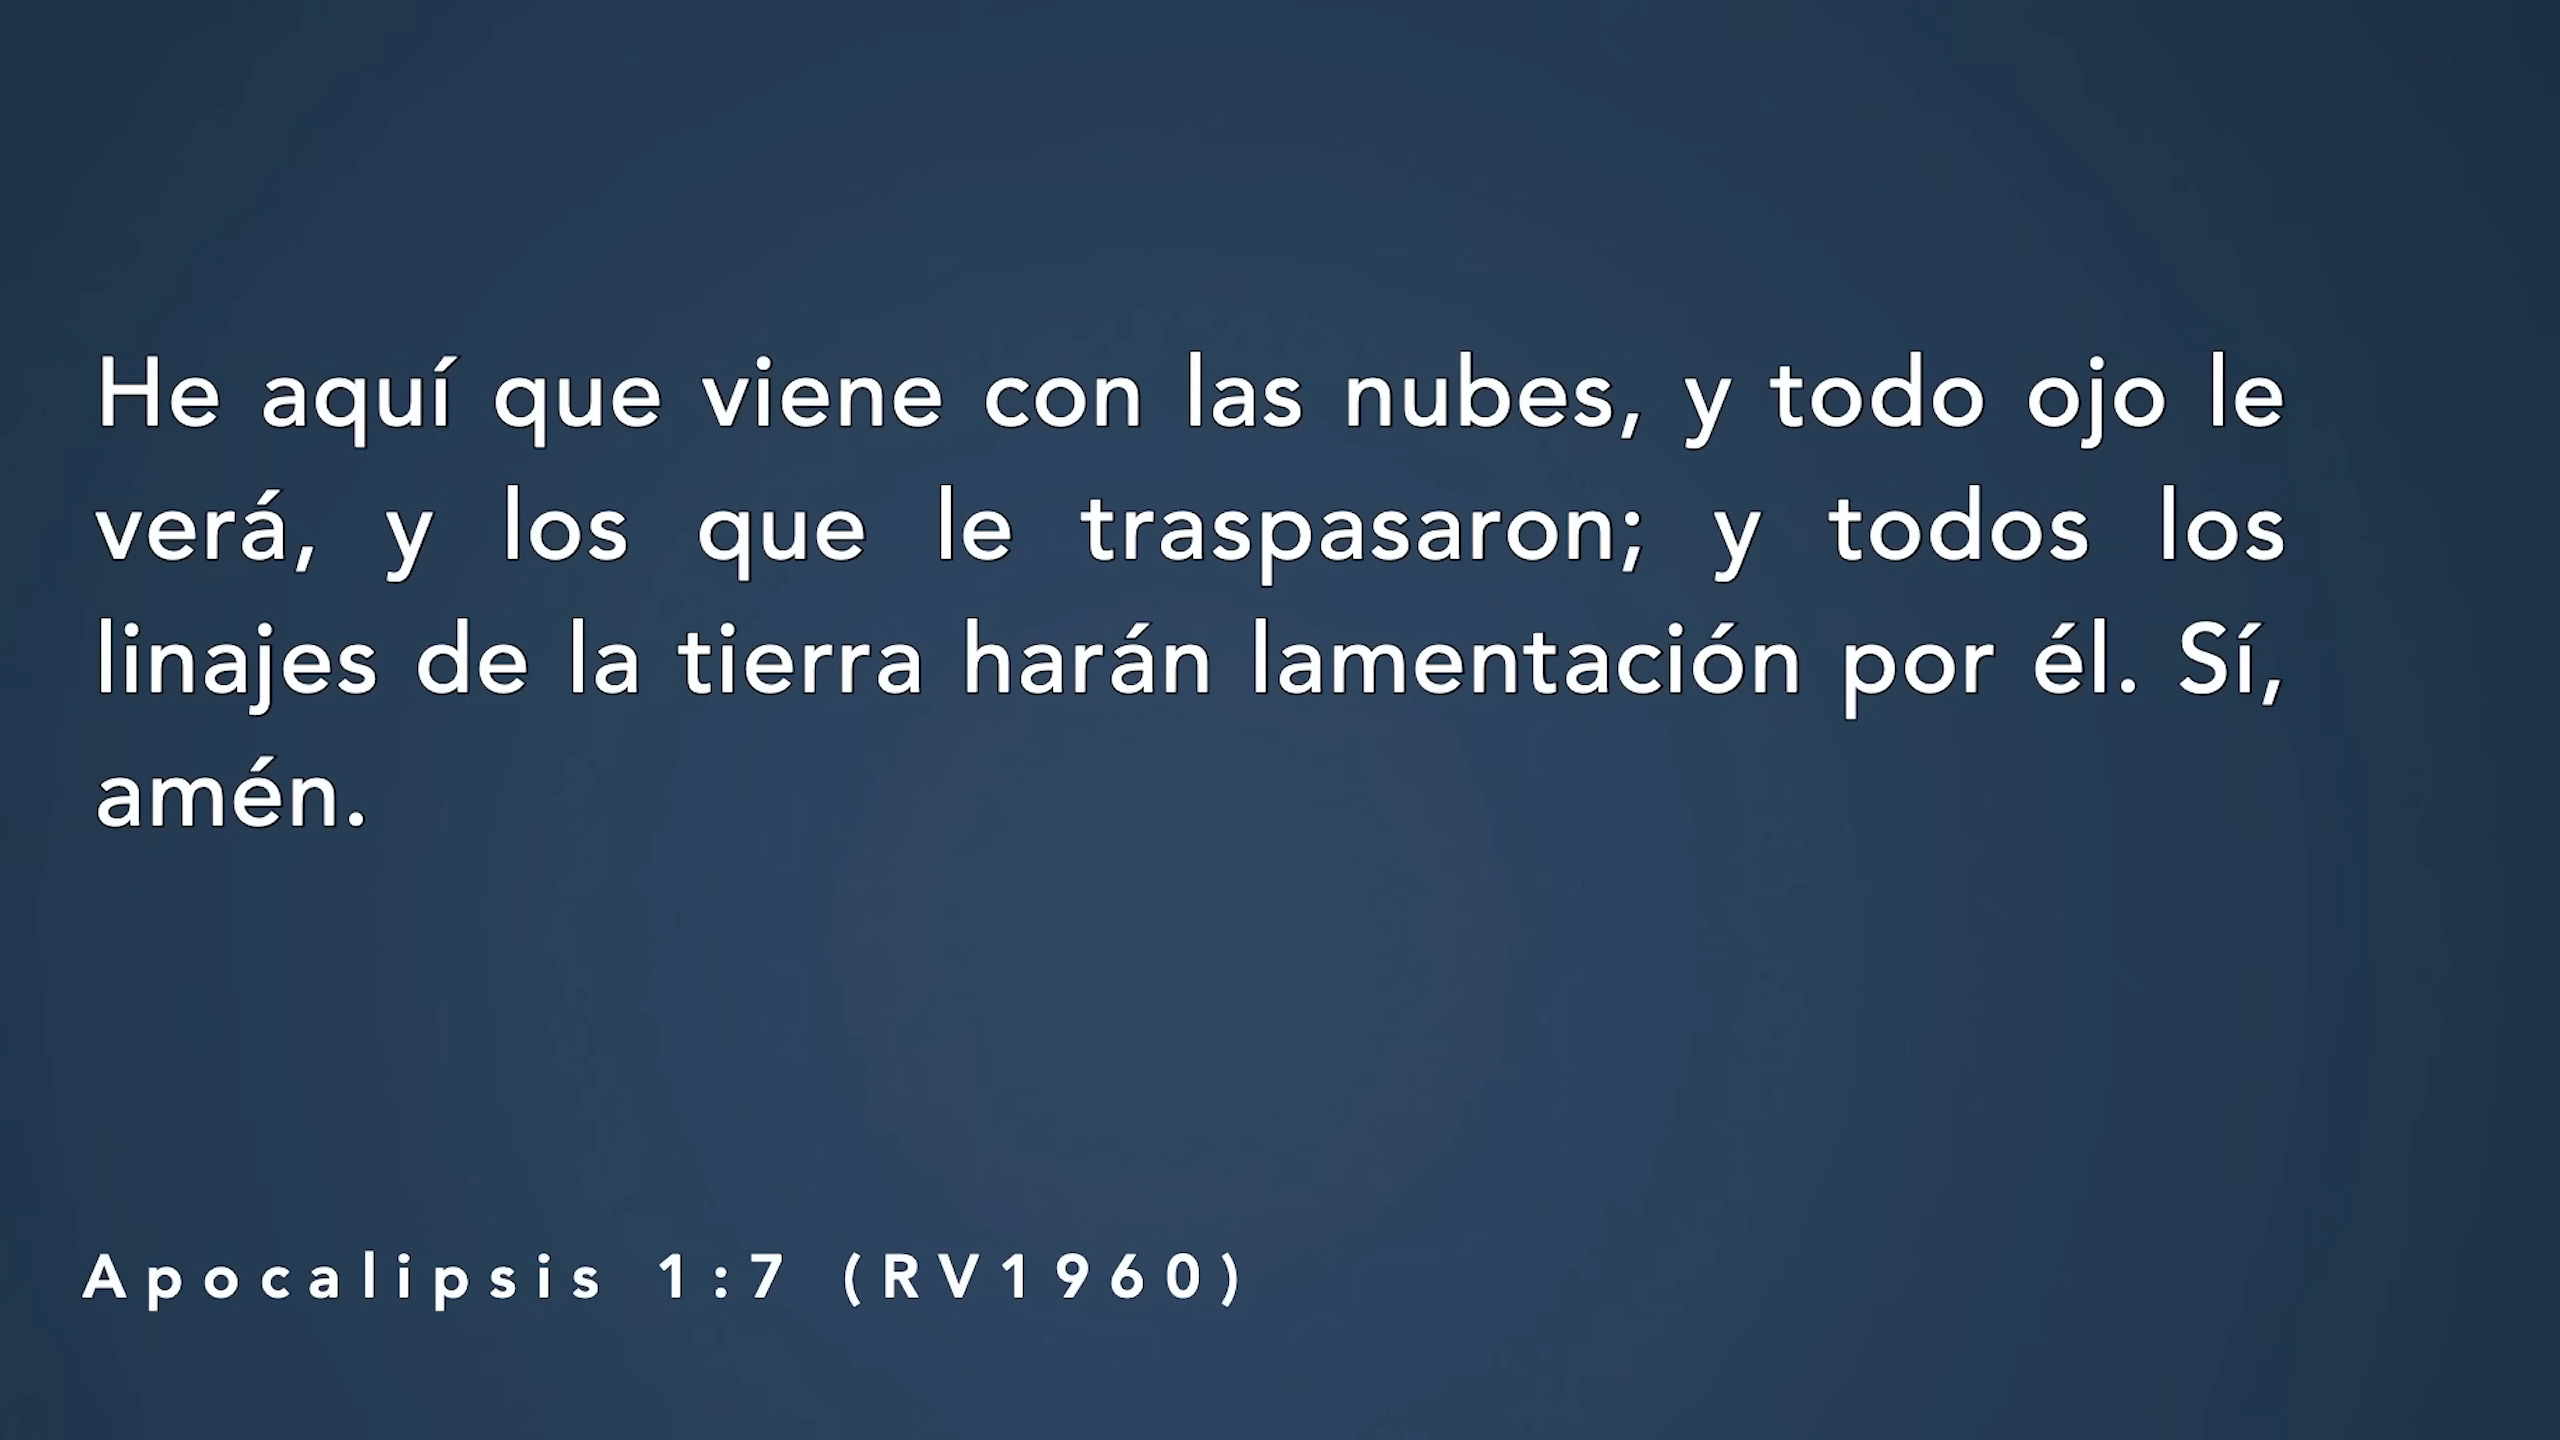 He aquí que viene con las nubes, y todo ojo le
verá, y los que le traspasaron; y todos los
linajes de la tierra harán lamentación por él. Sí,
amén.
Apocalipsis 1:7 (RV1960)